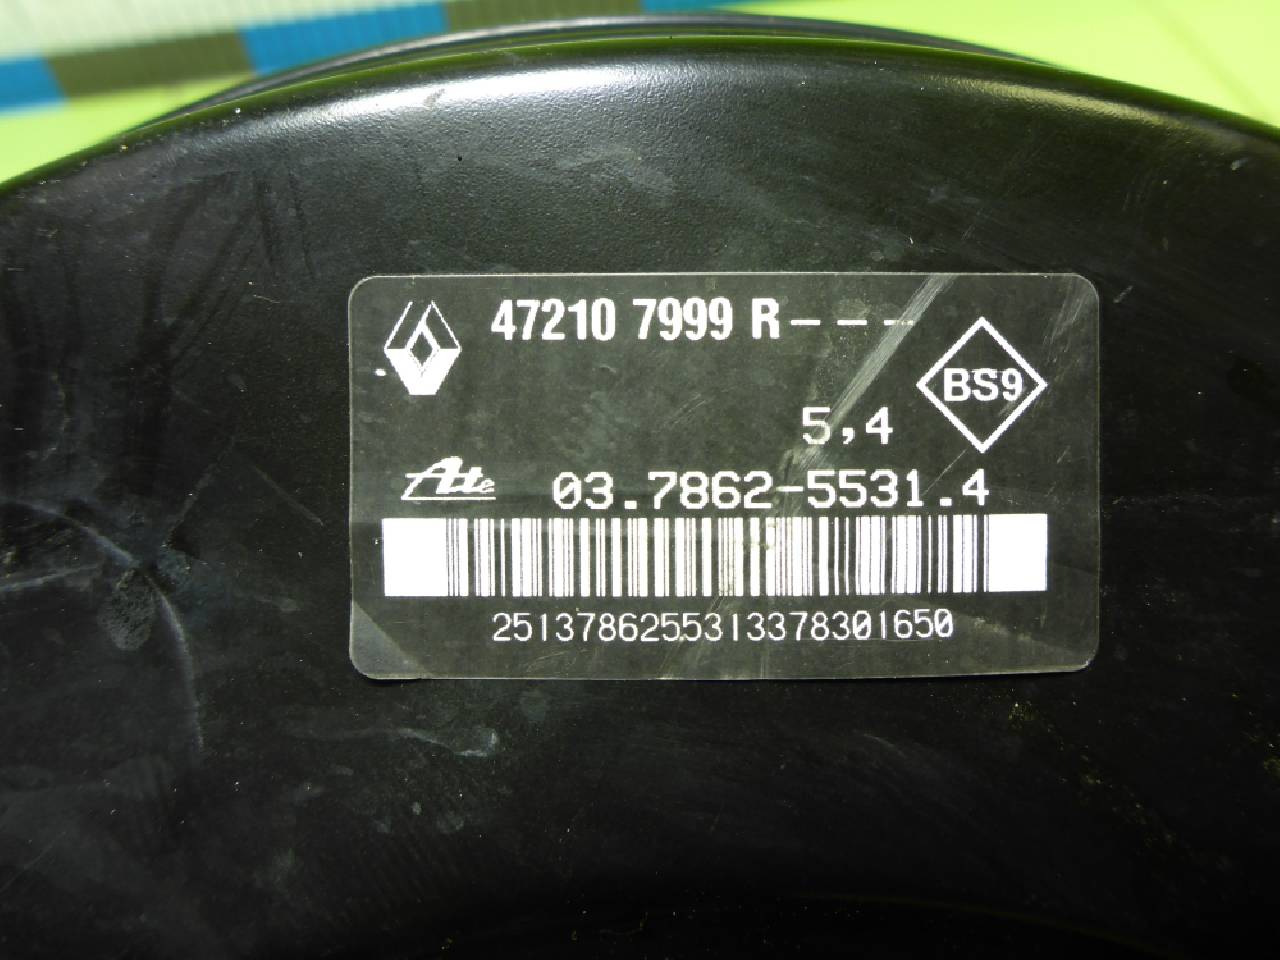 47210 7999 R---
BS9
5,4
Ate 03.7862-5531.4
2513786255313378301650